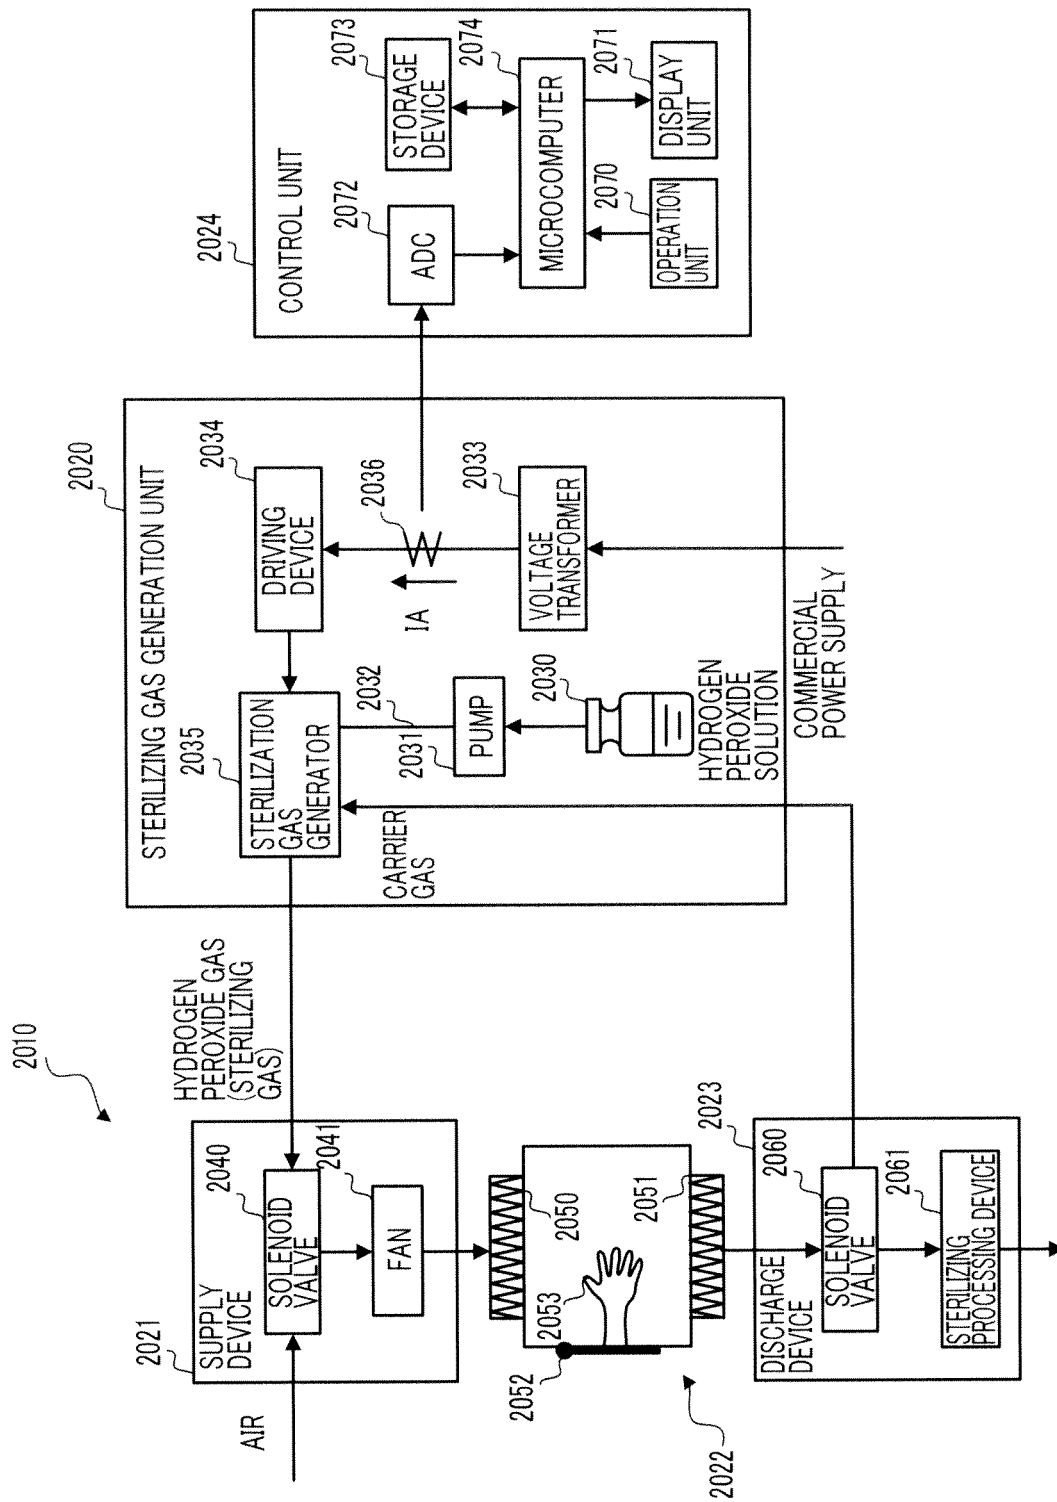 2010
2021
SUPPLY
DEVICE
AIR
2040
SOLENOID
VALVE
2041
FAN
HYDROGEN
PEROXIDE GAS
(STERILIZING
GAS)
2050
2051
2052
2053
2022
2023
DISCHARGE
DEVICE
2060
SOLENOID
VALVE
2061
STERILIZING
PROCESSING DEVICE
2020
STERILIZING GAS GENERATION UNIT
2035
STERILIZATION
GAS
GENERATOR
CARRIER
GAS
2034
DRIVING
DEVICE
2036
IA
2032
2031
PUMP
2030
HYDROGEN
PEROXIDE
SOLUTION
2033
VOLTAGE
TRANSFORMER
COMMERCIAL
POWER SUPPLY
2024
CONTROL UNIT
2072
ADC
2073
STORAGE
DEVICE
2074
MICROCOMPUTER
2070
OPERATION
UNIT
2071
DISPLAY
UNIT